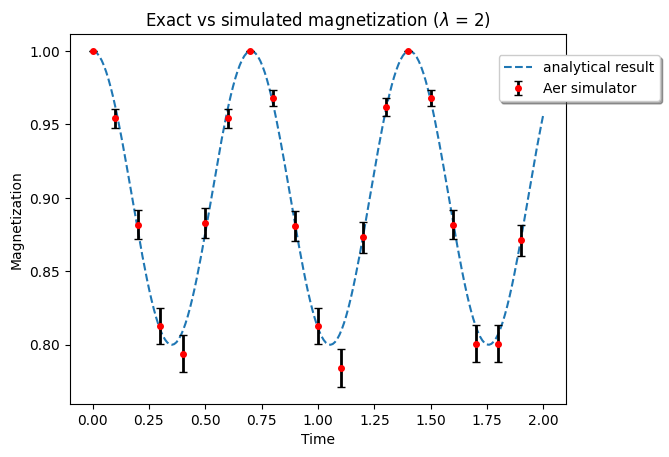 Exact vs simulated magnetization (λ = 2)
analytical result
Aer simulator
Magnetization
1.00
0.95
0.90
0.85
0.80
0.00 0.25 0.50 0.75 1.00 1.25 1.50 1.75 2.00
Time